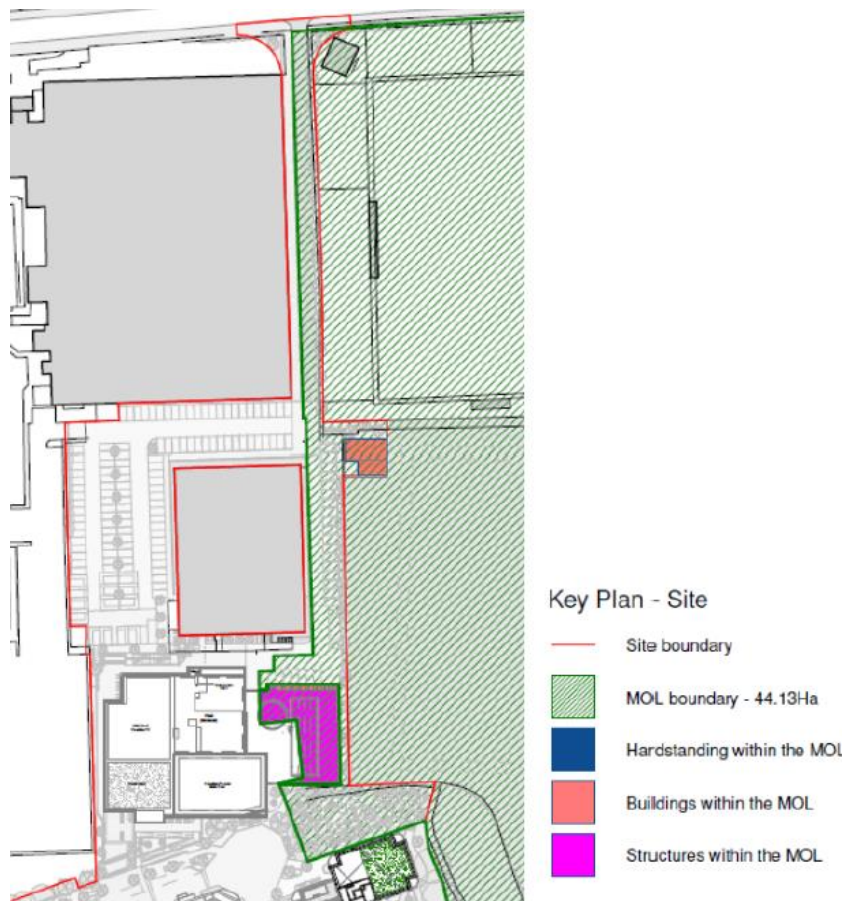 Key Plan - Site
Site boundary
MOL boundary - 44.13Ha
Hardstanding within the MOL
Buildings within the MOL
Structures within the MOL